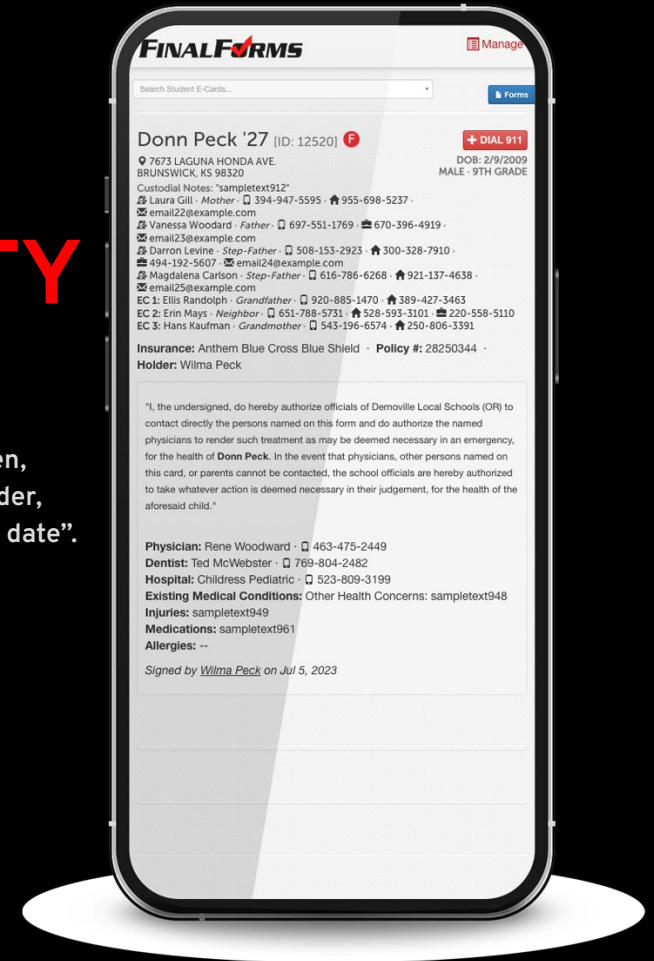 TY
en,
der,
date”.
FINALFORMS
Manage
Search Student E-Cards...
Forms
Donn Peck '27 [ID: 12520] F
+ DIAL 911
7673 LAGUNA HONDA AVE.
DOB: 2/9/2009
BRUNSWICK, KS 98320
MALE · 9TH GRADE
Custodial Notes: "sampletext912"
Laura Gill · Mother · 394-947-5595 · 955-698-5237 ·
email22@example.com
Vanessa Woodard · Father · 697-551-1769 · 670-396-4919 ·
email23@example.com
Darron Levine · Step-Father · 508-153-2923 · 300-328-7910 ·
494-192-5607 · email24@example.com
Magdalena Carlson · Step-Father · 616-786-6268 · 921-137-4638 ·
email25@example.com
EC 1: Ellis Randolph · Grandfather · 920-885-1470 · 389-427-3463
EC 2: Erin Mays · Neighbor · 651-788-5731 · 528-593-3101 · 220-558-5110
EC 3: Hans Kaufman · Grandmother · 543-196-6574 · 250-806-3391
Insurance: Anthem Blue Cross Blue Shield · Policy #: 28250344 ·
Holder: Wilma Peck
"I, the undersigned, do hereby authorize officials of Demoville Local Schools (OR) to
contact directly the persons named on this form and do authorize the named
physicians to render such treatment as may be deemed necessary in an emergency,
for the health of Donn Peck. In the event that physicians, other persons named on
this card, or parents cannot be contacted, the school officials are hereby authorized
to take whatever action is deemed necessary in their judgement, for the health of the
aforesaid child."
Physician: Rene Woodward · 463-475-2449
Dentist: Ted McWebster · 769-804-2482
Hospital: Childress Pediatric · 523-809-3199
Existing Medical Conditions: Other Health Concerns: sampletext948
Injuries: sampletext949
Medications: sampletext961
Allergies: --
Signed by Wilma Peck on Jul 5, 2023